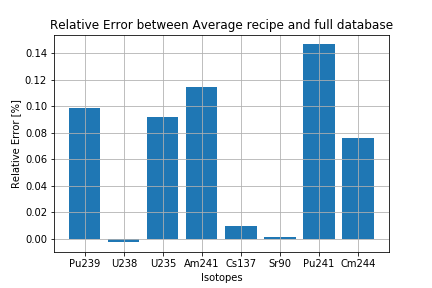 Relative Error between Average recipe and full database
Relative Error [%]
0.14
0.12
0.10
0.08
0.06
0.04
0.02
0.00
Pu239 U238 U235 Am241 Cs137 Sr90 Pu241 Cm244
Isotopes